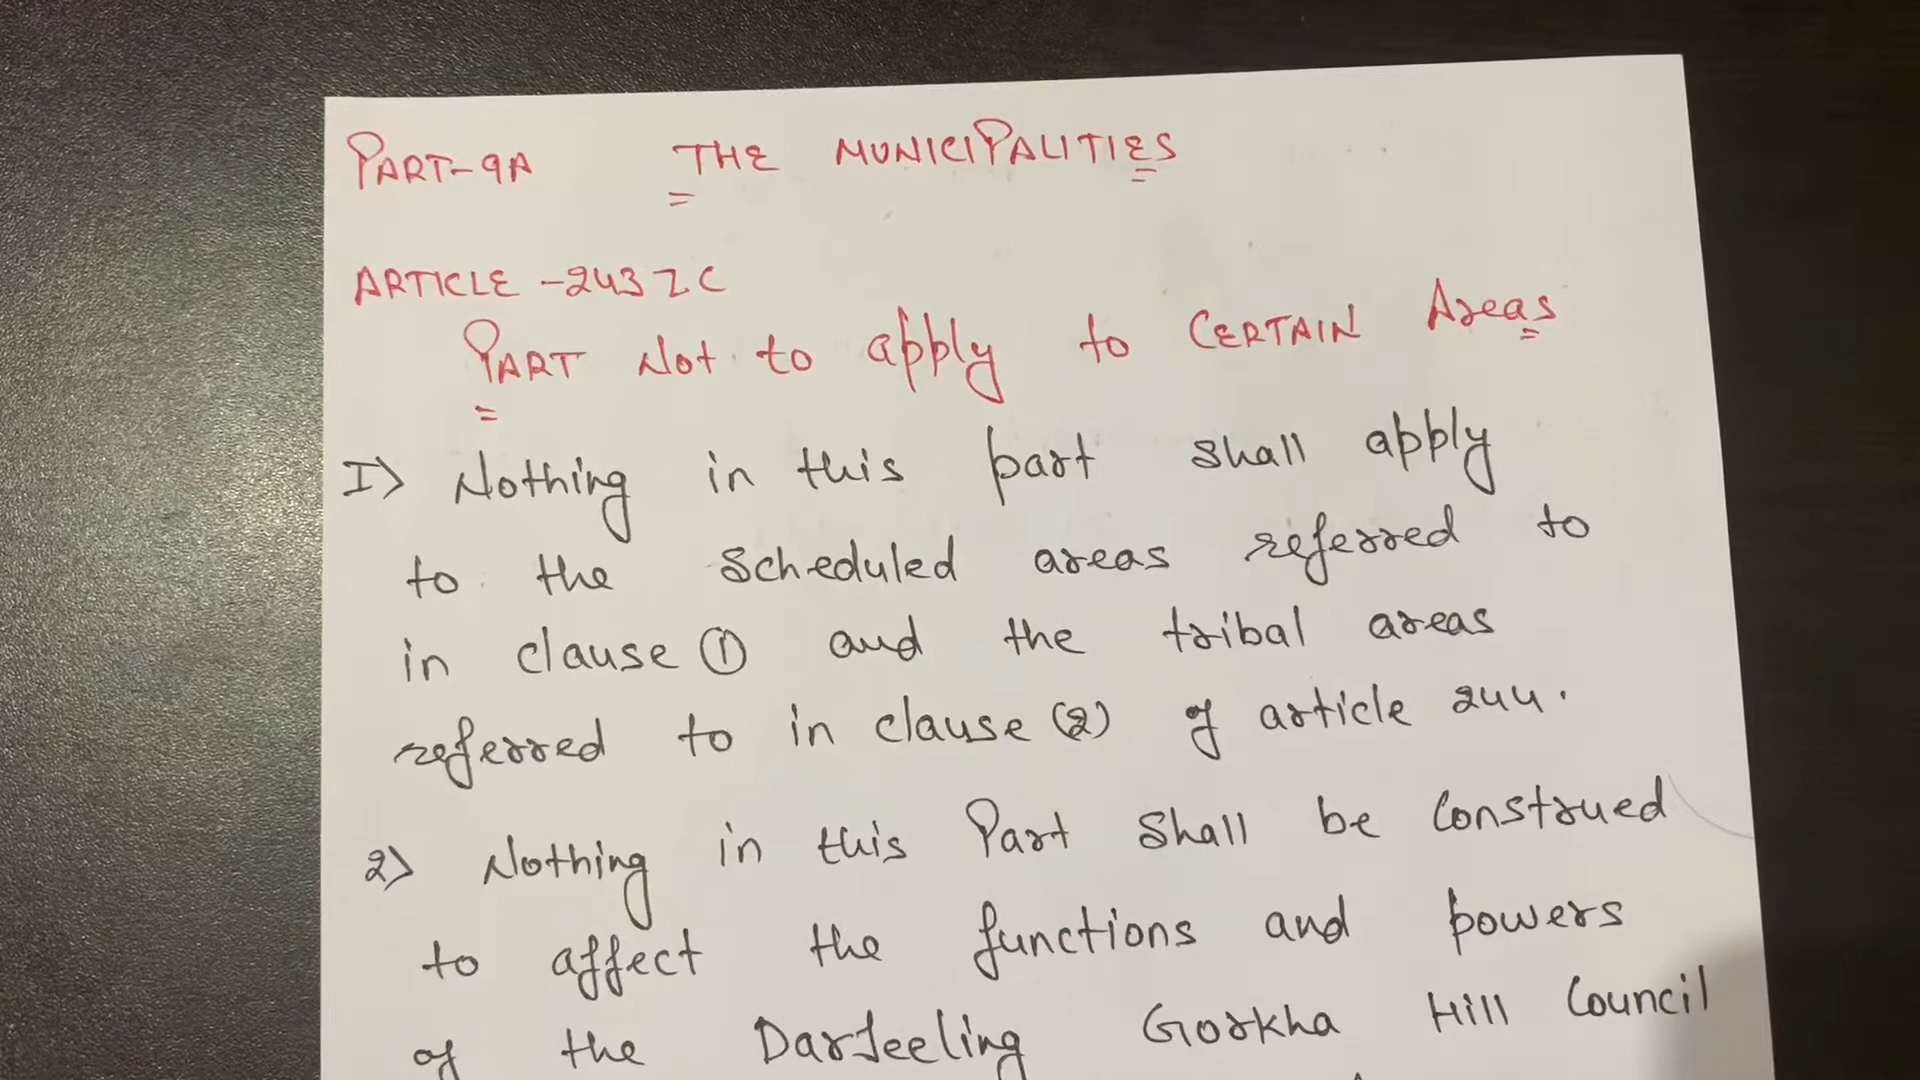 PART-9A THE MUNICIPALITIES
ARTICLE -243ZC
PART Not to apply to CERTAIN Areas
I) Nothing in this part shall apply
to the scheduled areas referred to
in clause ① and the tribal areas
referred to in clause (2) of article 244.
2) Nothing in this Part shall be construed
to affect the functions and powers
of the Darjeeling Gorkha Hill Council